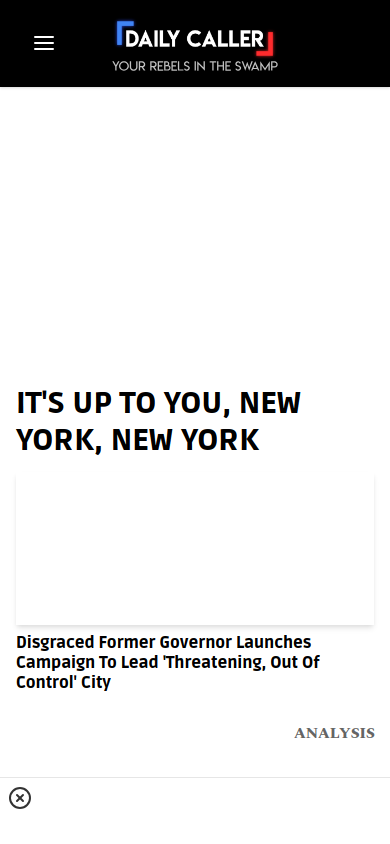 DAILY CALLER
YOUR REBELS IN THE SWAMP
IT'S UP TO YOU, NEW
YORK, NEW YORK
Disgraced Former Governor Launches
Campaign To Lead 'Threatening, Out Of
Control' City
ANALYSIS